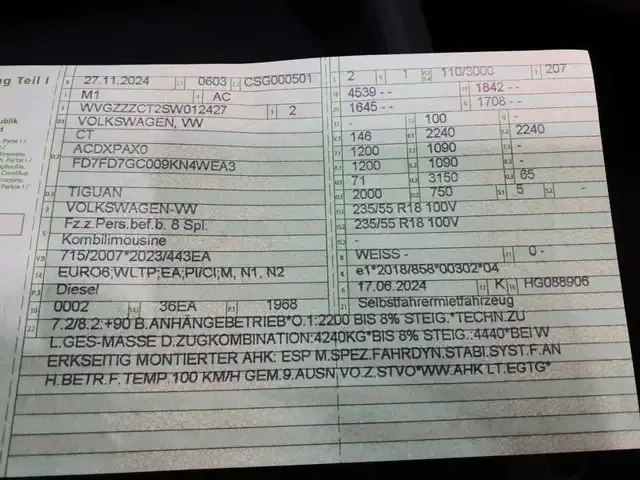 ng Teil I
27.11.2024 0603 CSG000501
M1 AC
WVGZZZCT2SW012427 3 2
VOLKSWAGEN, VW
CT
ACDXPAX0
FD7FD7GC009KN4WEA3
TIGUAN
VOLKSWAGEN-VW
Fz.z.Pers.bef.b. 8 Spl.
Kombilimousine
715/2007*2023/443EA
EURO6;WLTP;EA;PI/CI;M, N1, N2
Diesel
0002 36EA 1968
2 1 110/3000 207
4539 - - 1842 - -
1645 - - 1708 - -
- 100 -
146 2240 2240
1200 1090 -
1200 1090 -
71 3150 65
2000 750 5 -
235/55 R18 100V
235/55 R18 100V
-
WEISS - 0 -
e1*2018/858*00302*04
17.06.2024 K HG088906
Selbstfahrermietfahrzeug
22 7.2/8.2:+90 B.ANHÄNGEBETRIEB*O.1:2200 BIS 8% STEIG.*TECHN.ZU
L.GES-MASSE D.ZUGKOMBINATION:4240KG*BIS 8% STEIG.:4440*BEI W
ERKSEITIG MONTIERTER AHK: ESP M.SPEZ.FAHRDYN.STABI.SYST.F.AN
H.BETR.F.TEMP.100 KM/H GEM.9.AUSN.VO.Z.STVO*WW.AHK LT.EGTG*